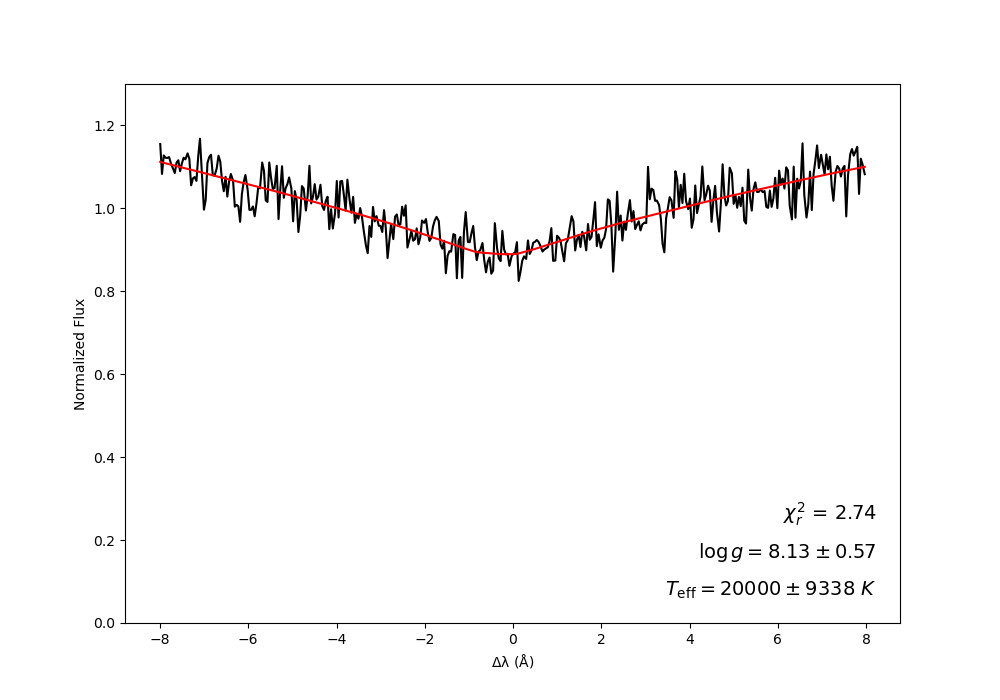 1.2
1.0
0.8
0.6
0.4
0.2
0.0
Normalized Flux
χ²ᵣ = 2.74
log g = 8.13 ± 0.57
T_eff = 20000 ± 9338 K
−8 −6 −4 −2 0 2 4 6 8
Δλ (Å)